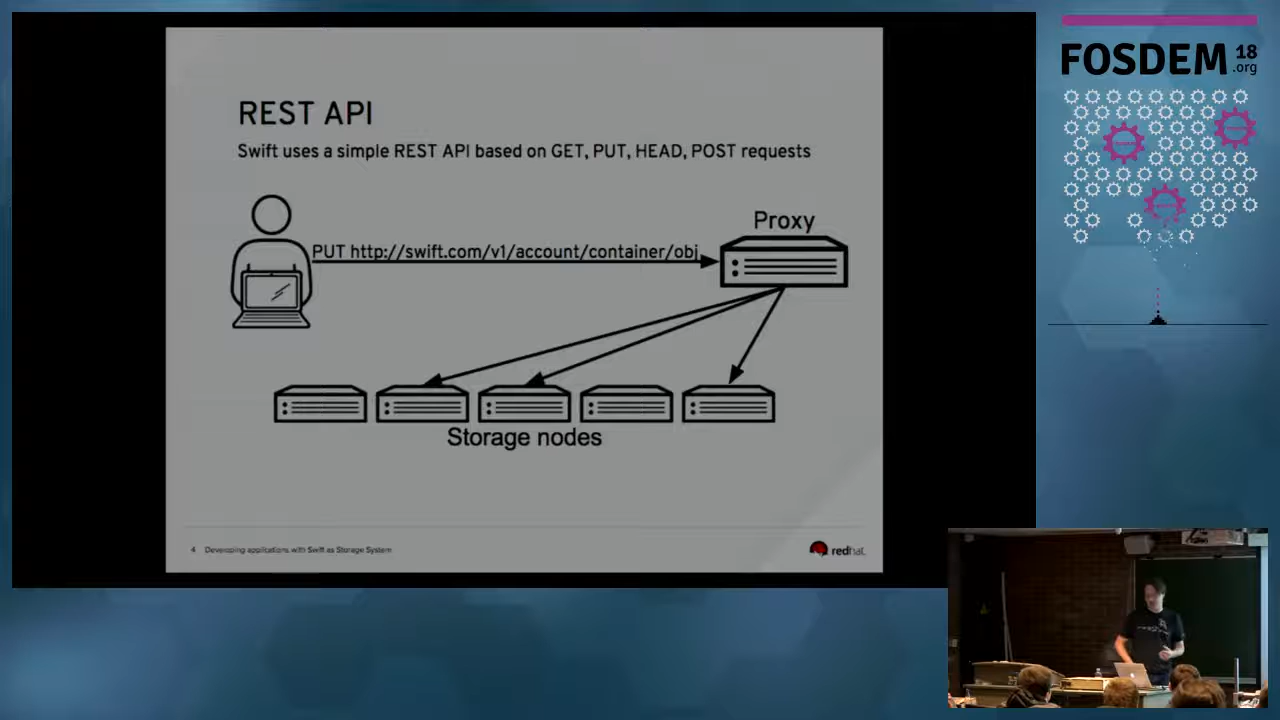 REST API
Swift uses a simple REST API based on GET, PUT, HEAD, POST requests
Proxy
PUT http://swift.com/v1/account/container/obj
Storage nodes
4 Developing applications with Swift as Storage System
redhat.
FOSDEM 18
.org